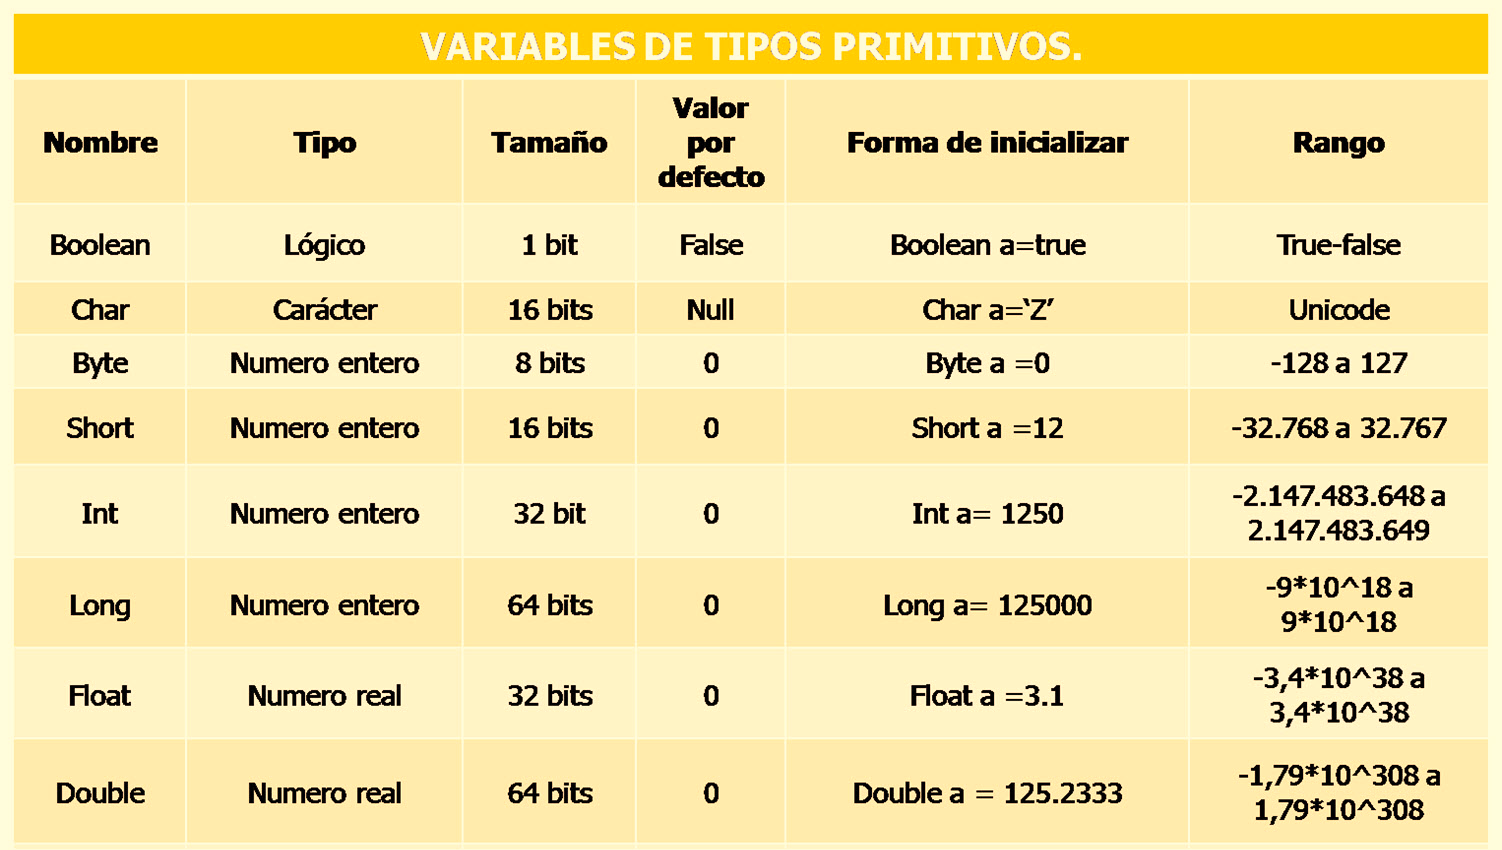 VARIABLES DE TIPOS PRIMITIVOS.
Nombre Tipo Tamaño Valor por defecto Forma de inicializar Rango
Boolean Lógico 1 bit False Boolean a=true True-false
Char Carácter 16 bits Null Char a=‘Z’ Unicode
Byte Numero entero 8 bits 0 Byte a =0 -128 a 127
Short Numero entero 16 bits 0 Short a =12 -32.768 a 32.767
Int Numero entero 32 bit 0 Int a= 1250 -2.147.483.648 a 2.147.483.649
Long Numero entero 64 bits 0 Long a= 125000 -9*10^18 a 9*10^18
Float Numero real 32 bits 0 Float a =3.1 -3,4*10^38 a 3,4*10^38
Double Numero real 64 bits 0 Double a = 125.2333 -1,79*10^308 a 1,79*10^308